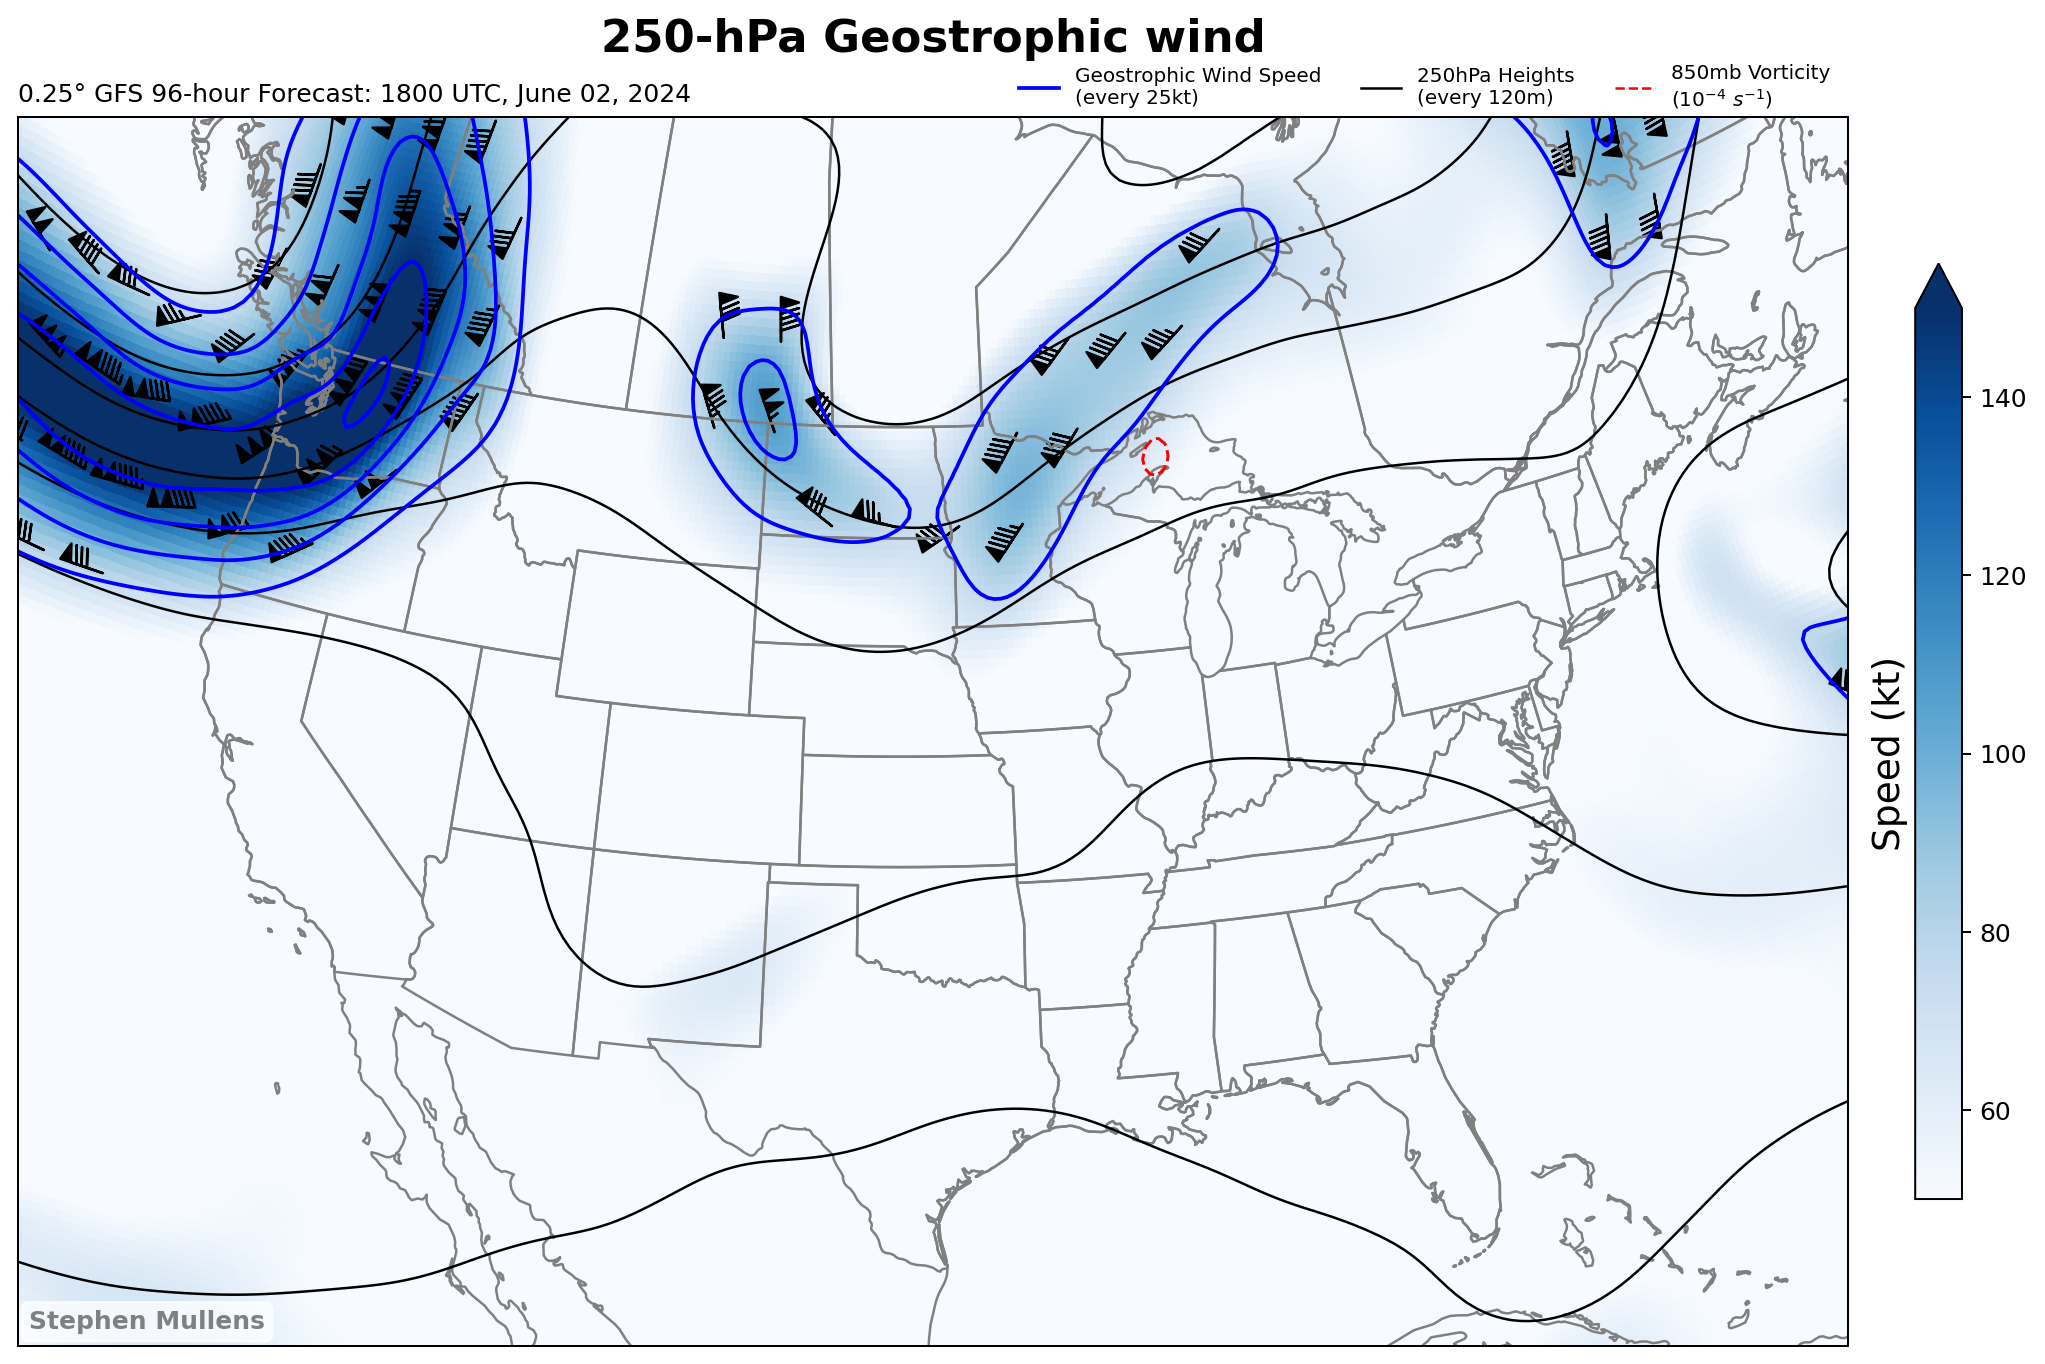 250-hPa Geostrophic wind
0.25° GFS 96-hour Forecast: 1800 UTC, June 02, 2024
Geostrophic Wind Speed
(every 25kt)
250hPa Heights
(every 120m)
850mb Vorticity
(10⁻⁴ s⁻¹)
140
120
100
80
60
Speed (kt)
Stephen Mullens